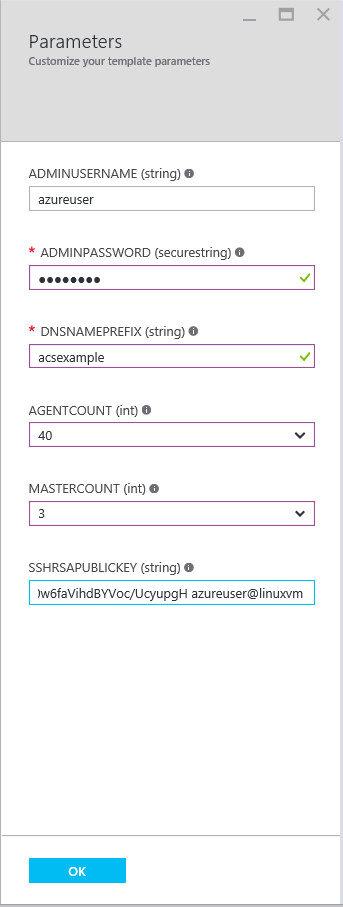 Parameters
Customize your template parameters
ADMINUSERNAME (string)
azureuser
* ADMINPASSWORD (securestring)
●●●●●●●●
* DNSNAMEPREFIX (string)
acsexample
AGENTCOUNT (int)
40
MASTERCOUNT (int)
3
SSHRSAPUBLICKEY (string)
w6faVihdBYVoc/UcyupgH azureuser@linuxvm
OK